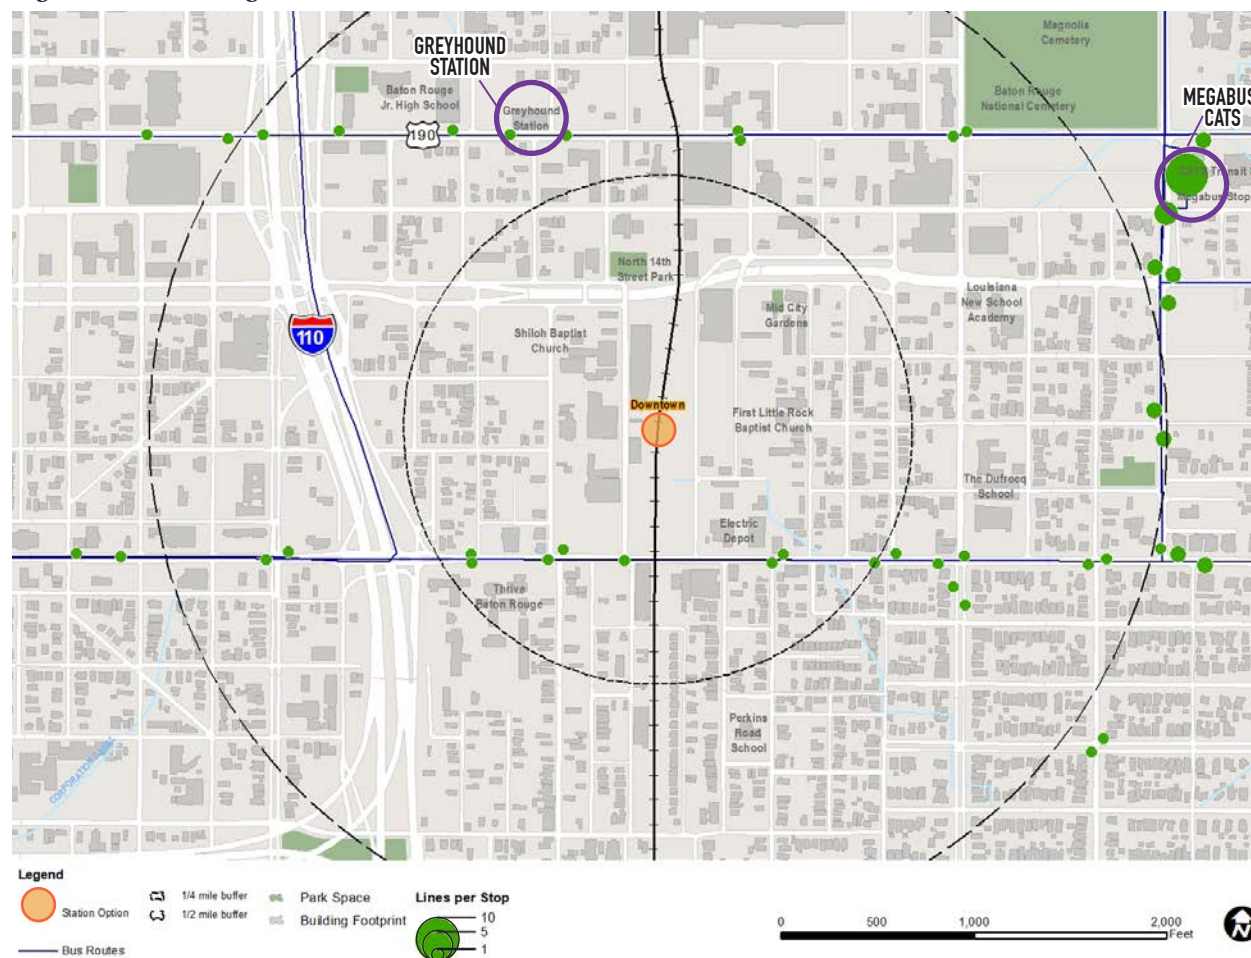 GREYHOUND
STATION
Magnolia
Cemetery
Baton Rouge
Jr. High School
Greyhound
Station
Baton Rouge
National Cemetery
MEGABUS
CATS
190
Megabus Stop
North 14th
Street Park
Louisiana
New School
Academy
Mid City
Gardens
110
Shiloh Baptist
Church
Downtown
First Little Rock
Baptist Church
The Dufrocq
School
Electric
Depot
Thrive
Baton Rouge
Perkins
Road
School
Legend
Station Option
1/4 mile buffer
1/2 mile buffer
Bus Routes
Park Space
Building Footprint
Lines per Stop
10
5
1
0 500 1,000 2,000
Feet
N